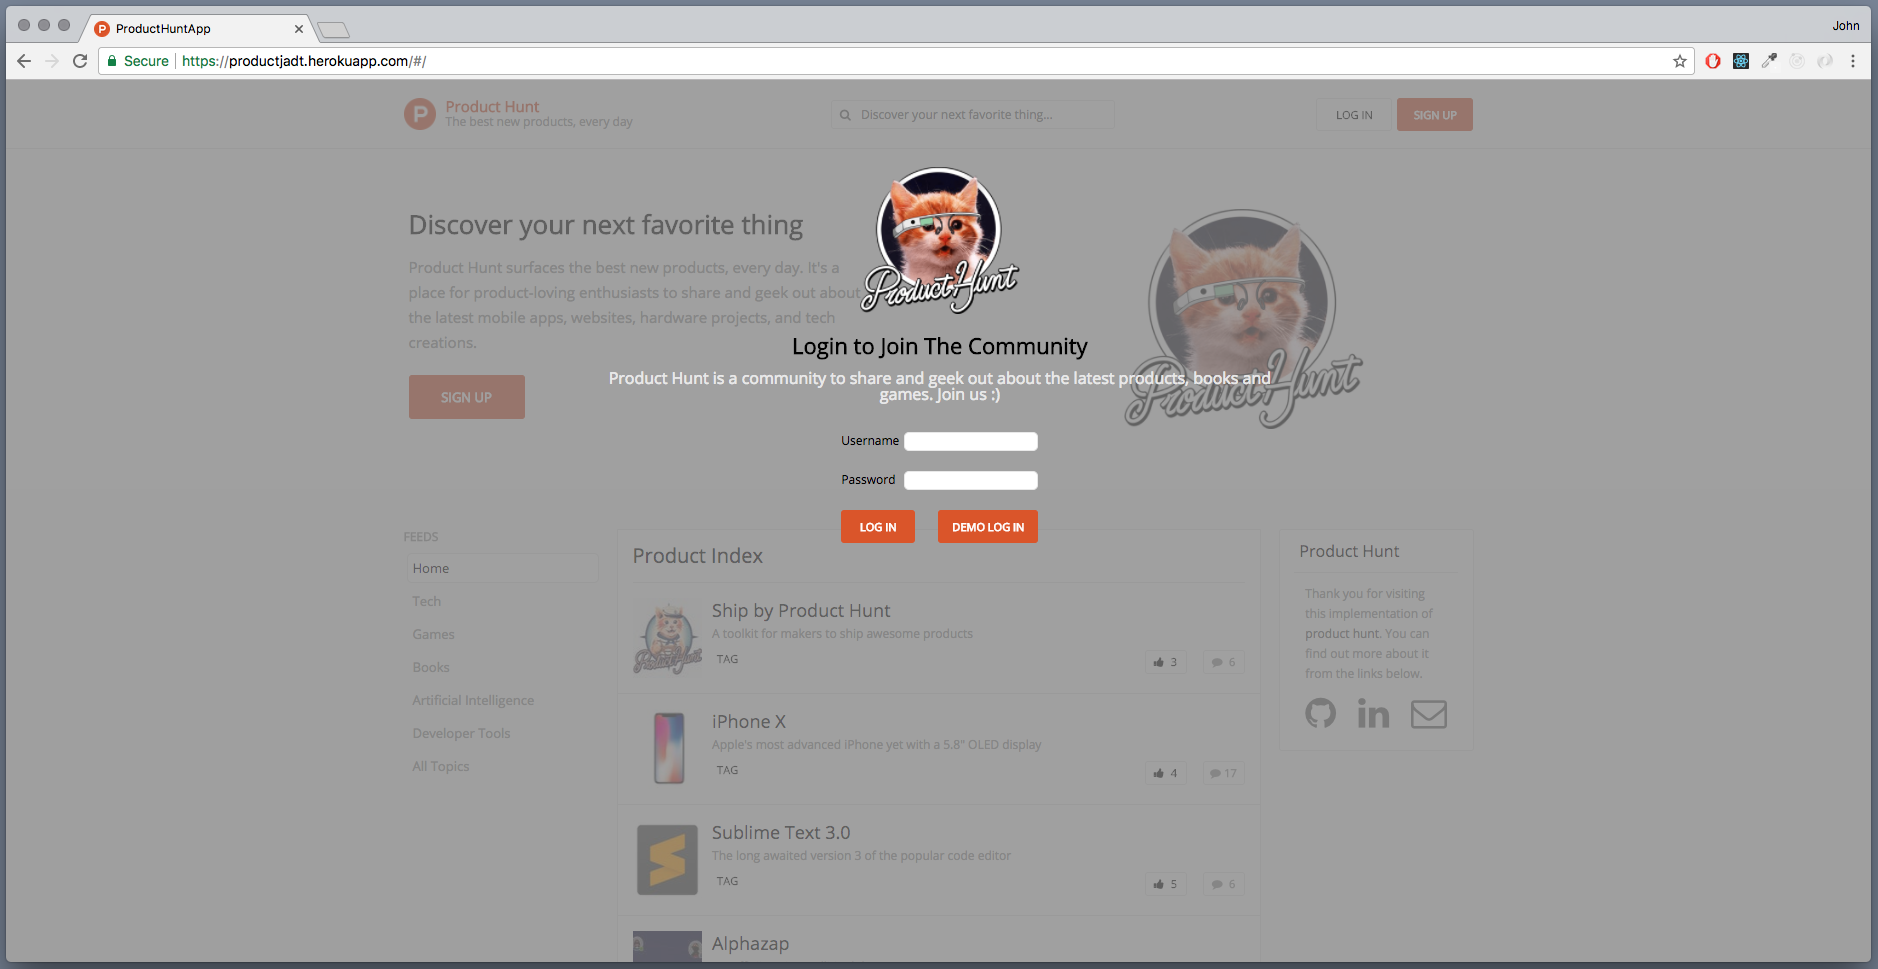 ProductHuntApp
John
Secure
https://productjadt.herokuapp.com/#/
Product Hunt
The best new products, every day
Discover your next favorite thing...
LOG IN
SIGN UP
Product Hunt
Login to Join The Community
Product Hunt is a community to share and geek out about the latest products, books and
games. Join us :)
Username
Password
LOG IN
DEMO LOG IN
Discover your next favorite thing
Product Hunt surfaces the best new products, every day. It's a
place for product-loving enthusiasts to share and geek out about
the latest mobile apps, websites, hardware projects, and tech
creations.
SIGN UP
Product Hunt
FEEDS
Home
Tech
Games
Books
Artificial Intelligence
Developer Tools
All Topics
Product Index
Product Hunt
Ship by Product Hunt
A toolkit for makers to ship awesome products
TAG
3
6
iPhone X
Apple's most advanced iPhone yet with a 5.8" OLED display
TAG
4
17
Sublime Text 3.0
The long awaited version 3 of the popular code editor
TAG
5
6
Alphazap
Product Hunt
Thank you for visiting
this implementation of
product hunt. You can
find out more about it
from the links below.